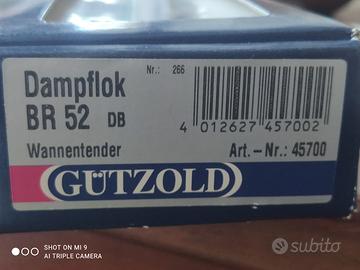 Dampflok
Nr.: 266
BR 52 DB
4 012627 457002
Wannentender
Art.-Nr.: 45700
GÜTZOLD
SHOT ON MI 9
AI TRIPLE CAMERA
subito